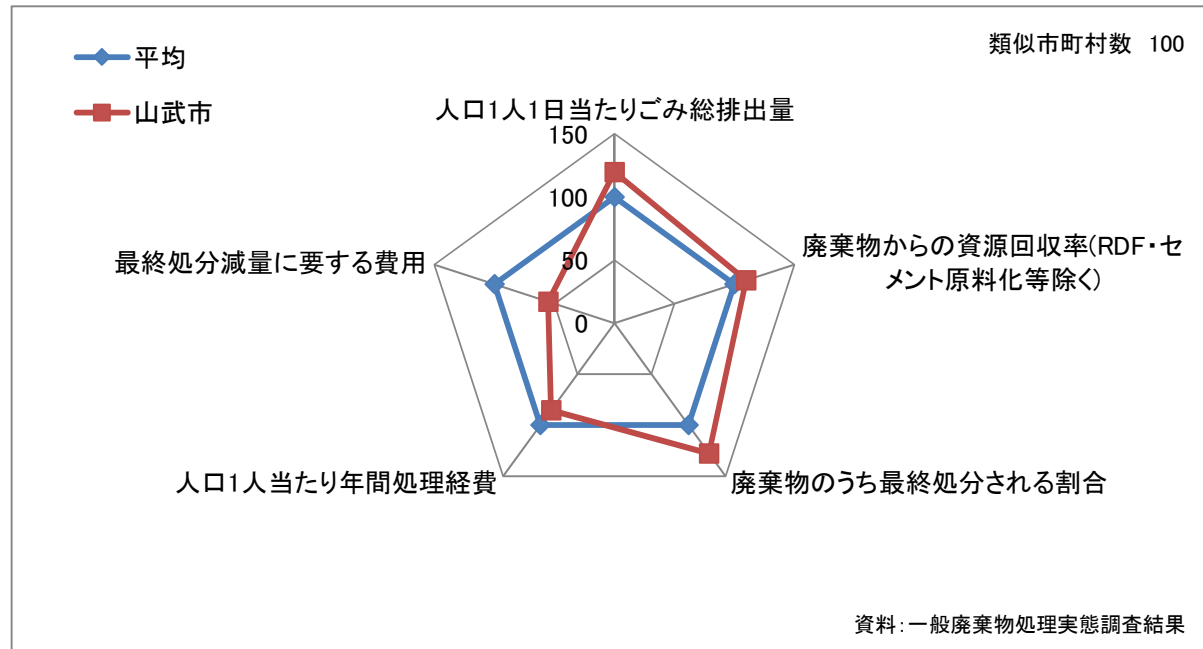 平均
山武市
類似市町村数 100
人口1人1日当たりごみ総排出量
150
100
50
0
廃棄物からの資源回収率(RDF・セ
メント原料化等除く)
最終処分減量に要する費用
人口1人当たり年間処理経費
廃棄物のうち最終処分される割合
資料:一般廃棄物処理実態調査結果